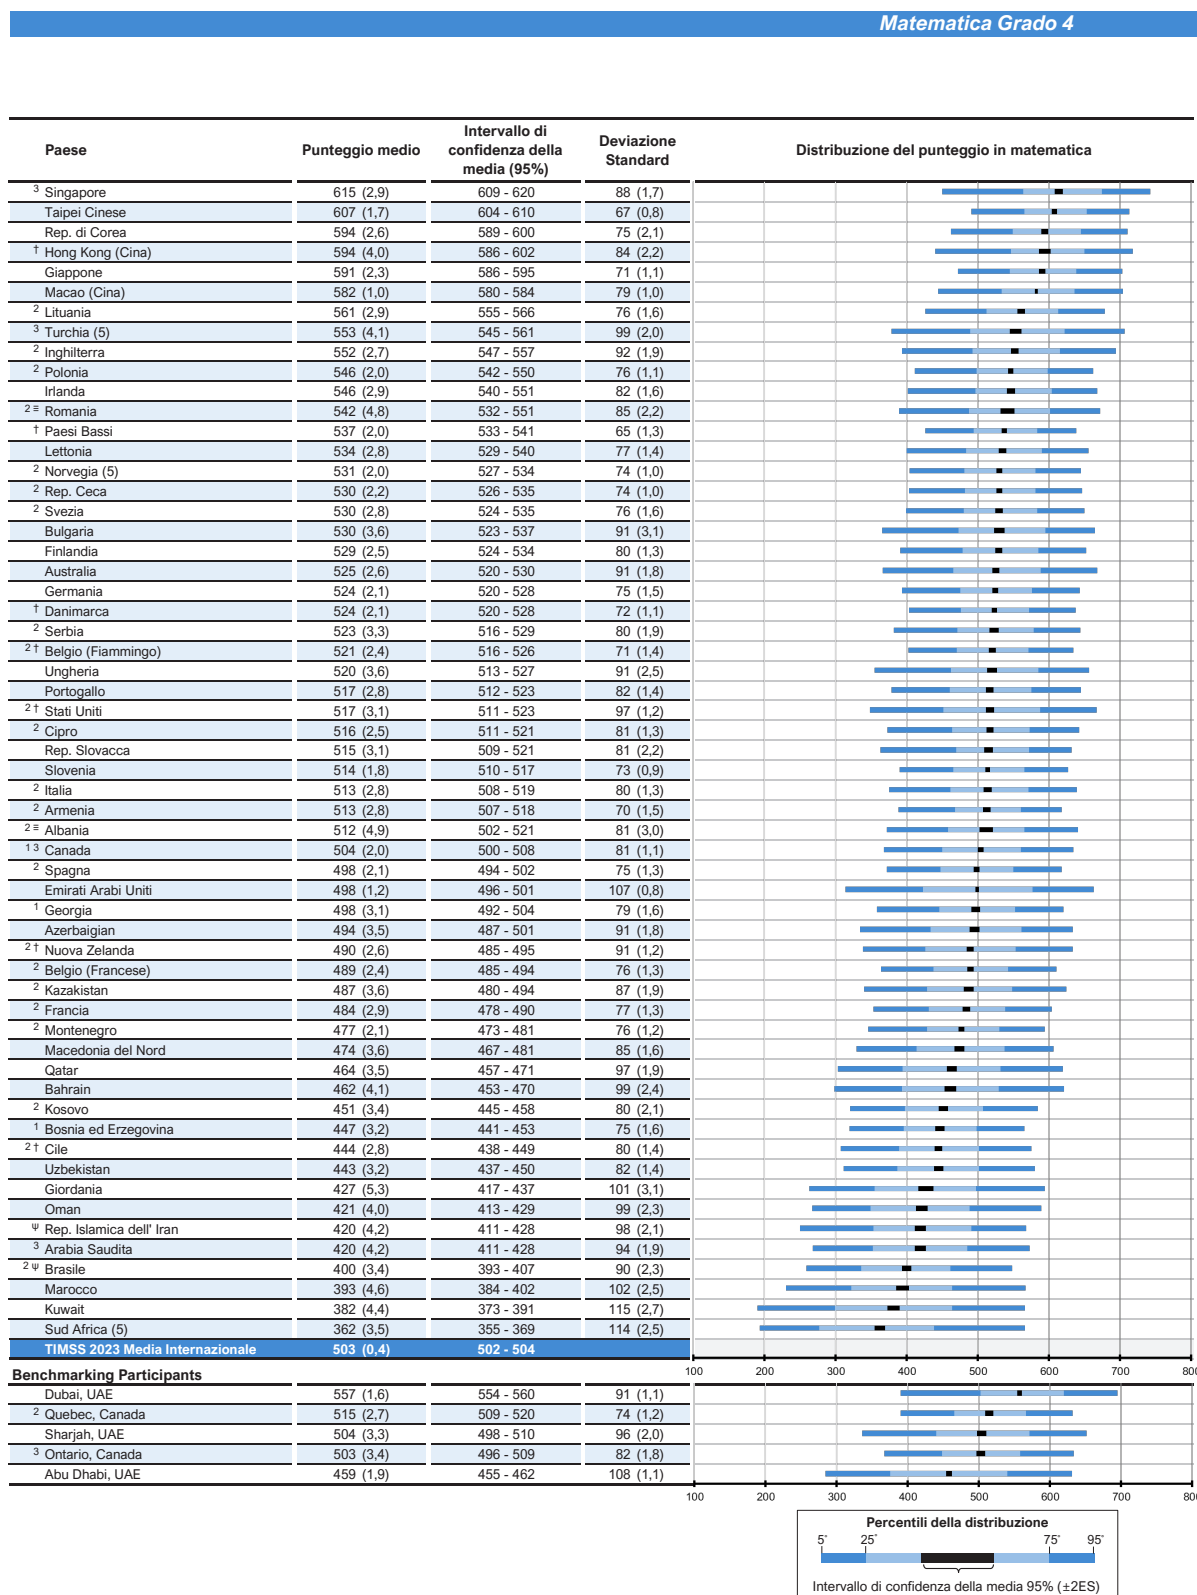 Matematica Grado 4
Paese Punteggio medio Intervallo di confidenza della media (95%) Deviazione Standard Distribuzione del punteggio in matematica
3 Singapore 615 (2,9) 609 - 620 88 (1,7)
Taipei Cinese 607 (1,7) 604 - 610 67 (0,8)
Rep. di Corea 594 (2,6) 589 - 600 75 (2,1)
† Hong Kong (Cina) 594 (4,0) 586 - 602 84 (2,2)
Giappone 591 (2,3) 586 - 595 71 (1,1)
Macao (Cina) 582 (1,0) 580 - 584 79 (1,0)
2 Lituania 561 (2,9) 555 - 566 76 (1,6)
3 Turchia (5) 553 (4,1) 545 - 561 99 (2,0)
2 Inghilterra 552 (2,7) 547 - 557 92 (1,9)
2 Polonia 546 (2,0) 542 - 550 76 (1,1)
Irlanda 546 (2,9) 540 - 551 82 (1,6)
2 ≡ Romania 542 (4,8) 532 - 551 85 (2,2)
† Paesi Bassi 537 (2,0) 533 - 541 65 (1,3)
Lettonia 534 (2,8) 529 - 540 77 (1,4)
2 Norvegia (5) 531 (2,0) 527 - 534 74 (1,0)
2 Rep. Ceca 530 (2,2) 526 - 535 74 (1,0)
2 Svezia 530 (2,8) 524 - 535 76 (1,6)
Bulgaria 530 (3,6) 523 - 537 91 (3,1)
Finlandia 529 (2,5) 524 - 534 80 (1,3)
Australia 525 (2,6) 520 - 530 91 (1,8)
Germania 524 (2,1) 520 - 528 75 (1,5)
† Danimarca 524 (2,1) 520 - 528 72 (1,1)
2 Serbia 523 (3,3) 516 - 529 80 (1,9)
2 † Belgio (Fiammingo) 521 (2,4) 516 - 526 71 (1,4)
Ungheria 520 (3,6) 513 - 527 91 (2,5)
Portogallo 517 (2,8) 512 - 523 82 (1,4)
2 † Stati Uniti 517 (3,1) 511 - 523 97 (1,2)
2 Cipro 516 (2,5) 511 - 521 81 (1,3)
Rep. Slovacca 515 (3,1) 509 - 521 81 (2,2)
Slovenia 514 (1,8) 510 - 517 73 (0,9)
2 Italia 513 (2,8) 508 - 519 80 (1,3)
2 Armenia 513 (2,8) 507 - 518 70 (1,5)
2 ≡ Albania 512 (4,9) 502 - 521 81 (3,0)
1 3 Canada 504 (2,0) 500 - 508 81 (1,1)
2 Spagna 498 (2,1) 494 - 502 75 (1,3)
Emirati Arabi Uniti 498 (1,2) 496 - 501 107 (0,8)
1 Georgia 498 (3,1) 492 - 504 79 (1,6)
Azerbaigian 494 (3,5) 487 - 501 91 (1,8)
2 † Nuova Zelanda 490 (2,6) 485 - 495 91 (1,2)
2 Belgio (Francese) 489 (2,4) 485 - 494 76 (1,3)
2 Kazakistan 487 (3,6) 480 - 494 87 (1,9)
2 Francia 484 (2,9) 478 - 490 77 (1,3)
2 Montenegro 477 (2,1) 473 - 481 76 (1,2)
Macedonia del Nord 474 (3,6) 467 - 481 85 (1,6)
Qatar 464 (3,5) 457 - 471 97 (1,9)
Bahrain 462 (4,1) 453 - 470 99 (2,4)
2 Kosovo 451 (3,4) 445 - 458 80 (2,1)
1 Bosnia ed Erzegovina 447 (3,2) 441 - 453 75 (1,6)
2 † Cile 444 (2,8) 438 - 449 80 (1,4)
Uzbekistan 443 (3,2) 437 - 450 82 (1,4)
Giordania 427 (5,3) 417 - 437 101 (3,1)
Oman 421 (4,0) 413 - 429 99 (2,3)
ψ Rep. Islamica dell' Iran 420 (4,2) 411 - 428 98 (2,1)
3 Arabia Saudita 420 (4,2) 411 - 428 94 (1,9)
2 ψ Brasile 400 (3,4) 393 - 407 90 (2,3)
Marocco 393 (4,6) 384 - 402 102 (2,5)
Kuwait 382 (4,4) 373 - 391 115 (2,7)
Sud Africa (5) 362 (3,5) 355 - 369 114 (2,5)
TIMSS 2023 Media Internazionale 503 (0,4) 502 - 504
100 200 300 400 500 600 700 800
Benchmarking Participants
Dubai, UAE 557 (1,6) 554 - 560 91 (1,1)
2 Quebec, Canada 515 (2,7) 509 - 520 74 (1,2)
Sharjah, UAE 504 (3,3) 498 - 510 96 (2,0)
3 Ontario, Canada 503 (3,4) 496 - 509 82 (1,8)
Abu Dhabi, UAE 459 (1,9) 455 - 462 108 (1,1)
100 200 300 400 500 600 700 800
Percentili della distribuzione
5° 25° 75° 95°
Intervallo di confidenza della media 95% (±2ES)